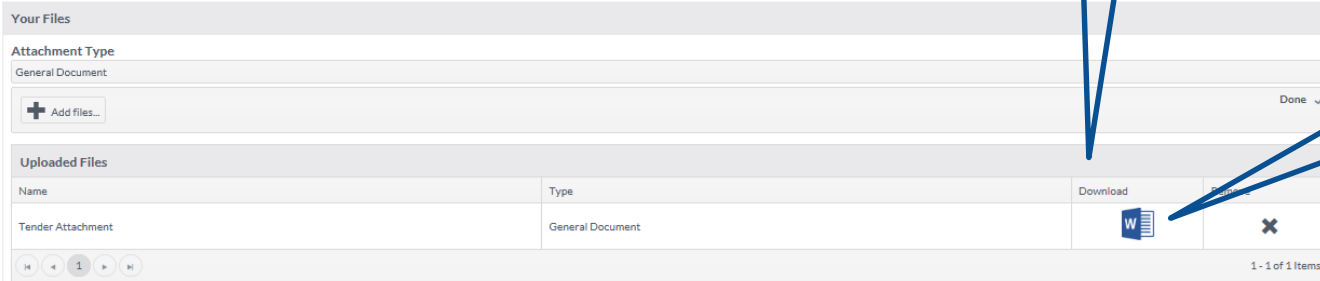 Your Files
Attachment Type
General Document
Add files...
Done
Uploaded Files
Name Type Download Remove
Tender Attachment General Document W
1
1 - 1 of 1 Items